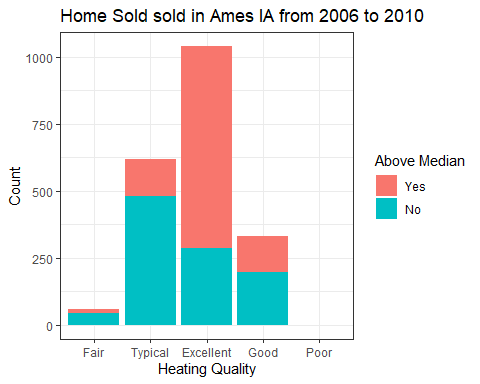 Home Sold sold in Ames IA from 2006 to 2010
1000
750
500
250
0
Count
Fair Typical Excellent Good Poor
Heating Quality
Above Median
Yes
No